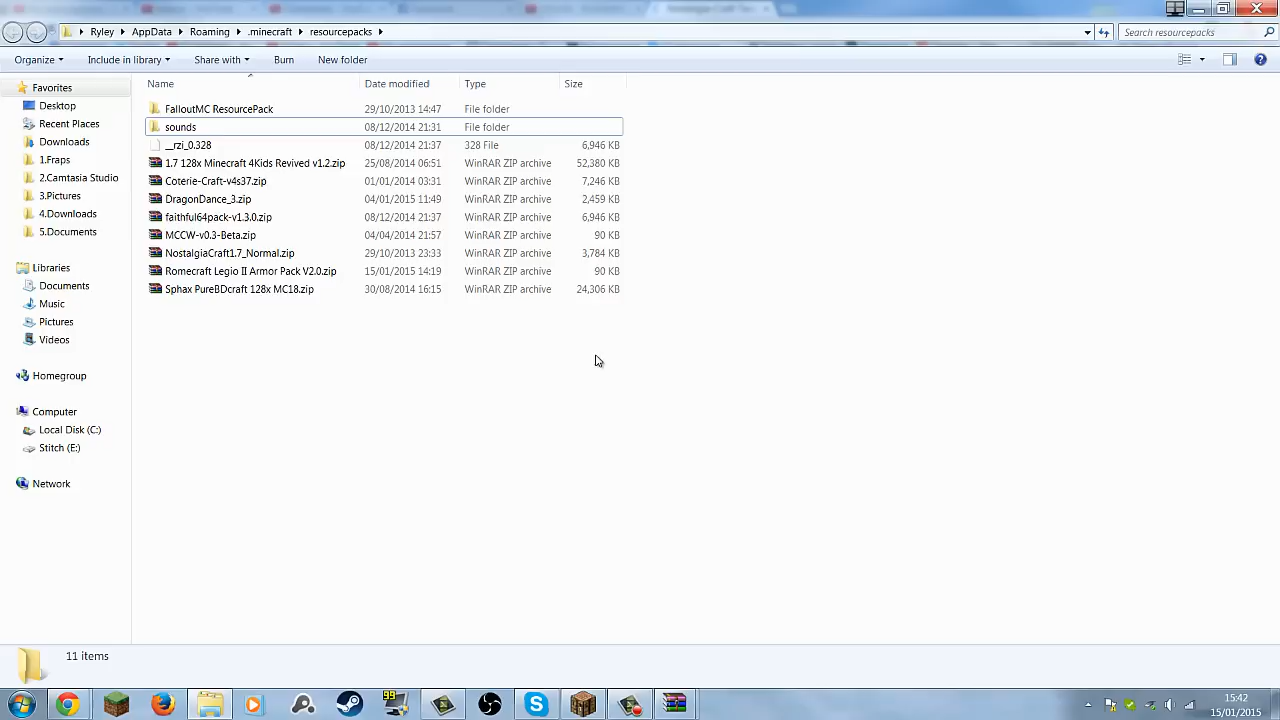 Ryley AppData Roaming .minecraft resourcepacks Search resourcepacks
Organize Include in library Share with Burn New folder
Favorites
Desktop
Recent Places
Downloads
1.Fraps
2.Camtasia Studio
3.Pictures
4.Downloads
5.Documents
Libraries
Documents
Music
Pictures
Videos
Homegroup
Computer
Local Disk (C:)
Stitch (E:)
Network
Name Date modified Type Size
FalloutMC ResourcePack 29/10/2013 14:47 File folder
sounds 08/12/2014 21:31 File folder
__rzi_0.328 08/12/2014 21:37 328 File 6,946 KB
1.7 128x Minecraft 4Kids Revived v1.2.zip 25/08/2014 06:51 WinRAR ZIP archive 52,380 KB
Coterie-Craft-v4s37.zip 01/01/2014 03:31 WinRAR ZIP archive 7,246 KB
DragonDance_3.zip 04/01/2015 11:49 WinRAR ZIP archive 2,459 KB
faithful64pack-v1.3.0.zip 08/12/2014 21:37 WinRAR ZIP archive 6,946 KB
MCCW-v0.3-Beta.zip 04/04/2014 21:57 WinRAR ZIP archive 90 KB
NostalgiaCraft1.7_Normal.zip 29/10/2013 23:33 WinRAR ZIP archive 3,784 KB
Romecraft Legio II Armor Pack V2.0.zip 15/01/2015 14:19 WinRAR ZIP archive 90 KB
Sphax PureBDcraft 128x MC18.zip 30/08/2014 16:15 WinRAR ZIP archive 24,306 KB
11 items
99
15:42
15/01/2015